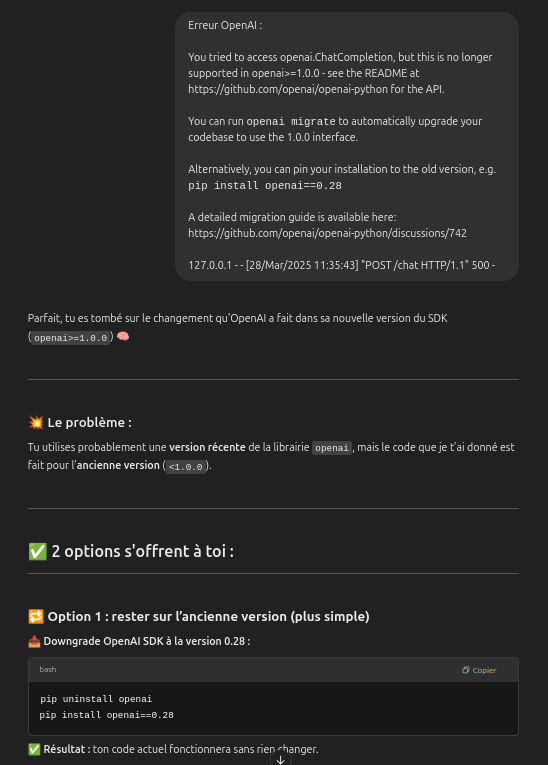 Erreur OpenAI :
You tried to access openai.ChatCompletion, but this is no longer
supported in openai>=1.0.0 - see the README at
https://github.com/openai/openai-python for the API.
You can run openai migrate to automatically upgrade your
codebase to use the 1.0.0 interface.
Alternatively, you can pin your installation to the old version, e.g.
pip install openai==0.28
A detailed migration guide is available here:
https://github.com/openai/openai-python/discussions/742
127.0.0.1 - - [28/Mar/2025 11:35:43] "POST /chat HTTP/1.1" 500 -
Parfait, tu es tombé sur le changement qu'OpenAI a fait dans sa nouvelle version du SDK
(openai>=1.0.0) 🧠
💥 Le problème :
Tu utilises probablement une version récente de la librairie openai, mais le code que je t'ai donné est
fait pour l'ancienne version (<1.0.0).
✅ 2 options s'offrent à toi :
🔁 Option 1 : rester sur l'ancienne version (plus simple)
📥 Downgrade OpenAI SDK à la version 0.28 :
bash Copier
pip uninstall openai
pip install openai==0.28
✅ Résultat : ton code actuel fonctionnera sans rien changer.